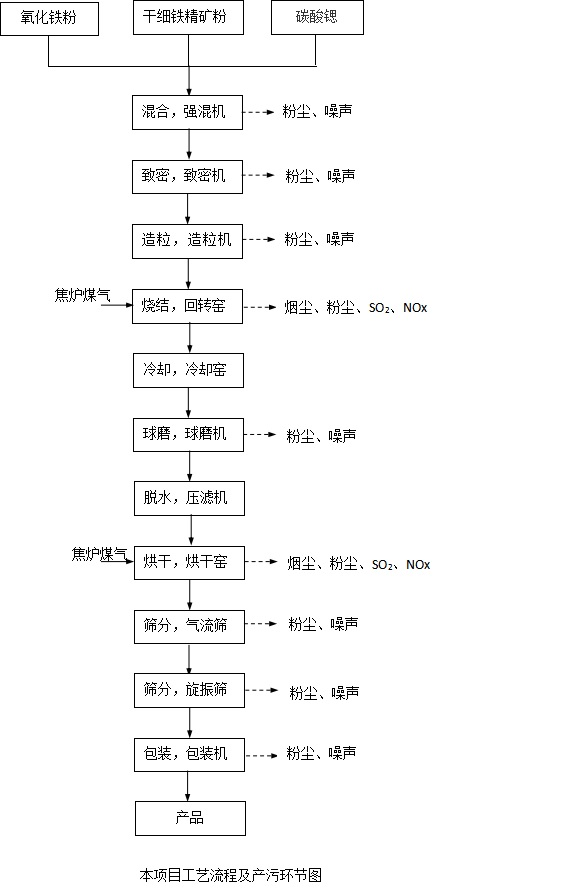 氧化铁粉
干细铁精矿粉
碳酸锶
混合，强混机
粉尘、噪声
致密，致密机
粉尘、噪声
造粒，造粒机
粉尘、噪声
焦炉煤气
烧结，回转窑
烟尘、粉尘、SO₂、NOx
冷却，冷却窑
球磨，球磨机
粉尘、噪声
脱水，压滤机
焦炉煤气
烘干，烘干窑
烟尘、粉尘、SO₂、NOx
筛分，气流筛
粉尘、噪声
筛分，旋振筛
粉尘、噪声
包装，包装机
粉尘、噪声
产品
本项目工艺流程及产污环节图